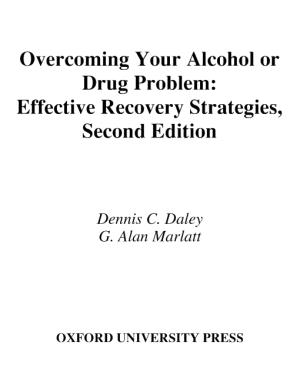 Overcoming Your Alcohol or
Drug Problem:
Effective Recovery Strategies,
Second Edition
Dennis C. Daley
G. Alan Marlatt
OXFORD UNIVERSITY PRESS